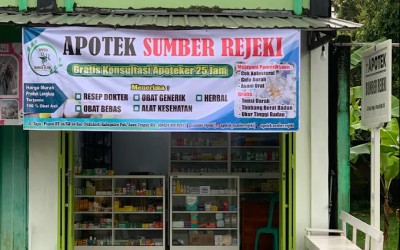 APOTEK SUMBER REJEKI
Gratis Konsultasi Apoteker 25 Jam
Menerima :
RESEP DOKTER
OBAT GENERIK
HERBAL
OBAT BEBAS
ALAT KESEHATAN
Harga Murah
Produk Lengkap
Terjamin
100 % Obat Asli
Melayani Pemeriksaan :
- Cek Kolesterol
- Gula Darah
- Asam Urat
Gratis
- Tensi Darah
- Timbang Berat Badan
- Ukur Tinggi Badan
APOTEK
SUMBER
REJEKI